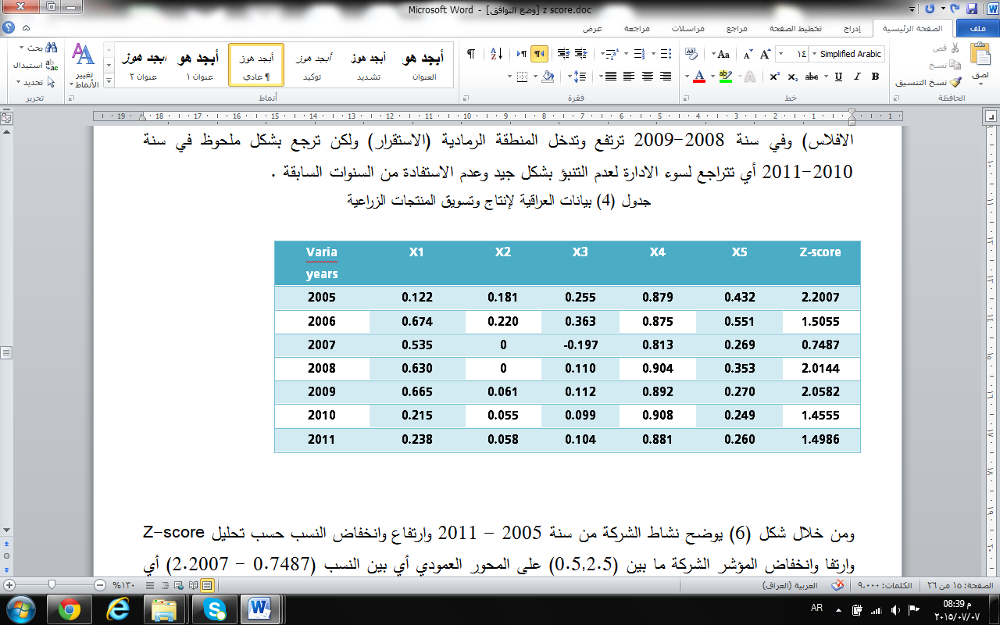 z score.doc [وضع التوافق] - Microsoft Word
ملف الصفحة الرئيسية إدراج تخطيط الصفحة مراجع مراسلات مراجعة عرض
لصق
قص
نسخ
نسخ التنسيق
الحافظة
Simplified Arabic ١٤
خط
فقرة
أبجد هو العنوان
أبجد هوز تشديد
أبجد هوز توكيد
أبجد هوز ¶ عادي
أبجد هو عنوان ١
أبجد هوز عنوان ٢
تغيير الأنماط
أنماط
بحث
استبدال
تحديد
تحرير
الافلاس) وفي سنة 2008-2009 ترتفع وتدخل المنطقة الرمادية (الاستقرار) ولكن ترجع بشكل ملحوظ في سنة
2010-2011 أي تتراجع لسوء الادارة لعدم التنبؤ بشكل جيد وعدم الاستفادة من السنوات السابقة .
جدول (4) بيانات العراقية لإنتاج وتسويق المنتجات الزراعية
Varia years X1 X2 X3 X4 X5 Z-score
2005 0.122 0.181 0.255 0.879 0.432 2.2007
2006 0.674 0.220 0.363 0.875 0.551 1.5055
2007 0.535 0 -0.197 0.813 0.269 0.7487
2008 0.630 0 0.110 0.904 0.353 2.0144
2009 0.665 0.061 0.112 0.892 0.270 2.0582
2010 0.215 0.055 0.099 0.908 0.249 1.4555
2011 0.238 0.058 0.104 0.881 0.260 1.4986
ومن خلال شكل (6) يوضح نشاط الشركة من سنة 2005 – 2011 وارتفاع وانخفاض النسب حسب تحليل Z-score
وارتفا وانخفاض المؤشر الشركة ما بين (0.5,2.5) على المحور العمودي أي بين النسب (0.7487 – 2.2007) أي
الصفحة: ١٥ من ٢٦ الكلمات: ٩,٠٠٠ العربية (العراق) ١٣٠%
AR
08:39 م
٢٠١٥/٠٧/٠٧